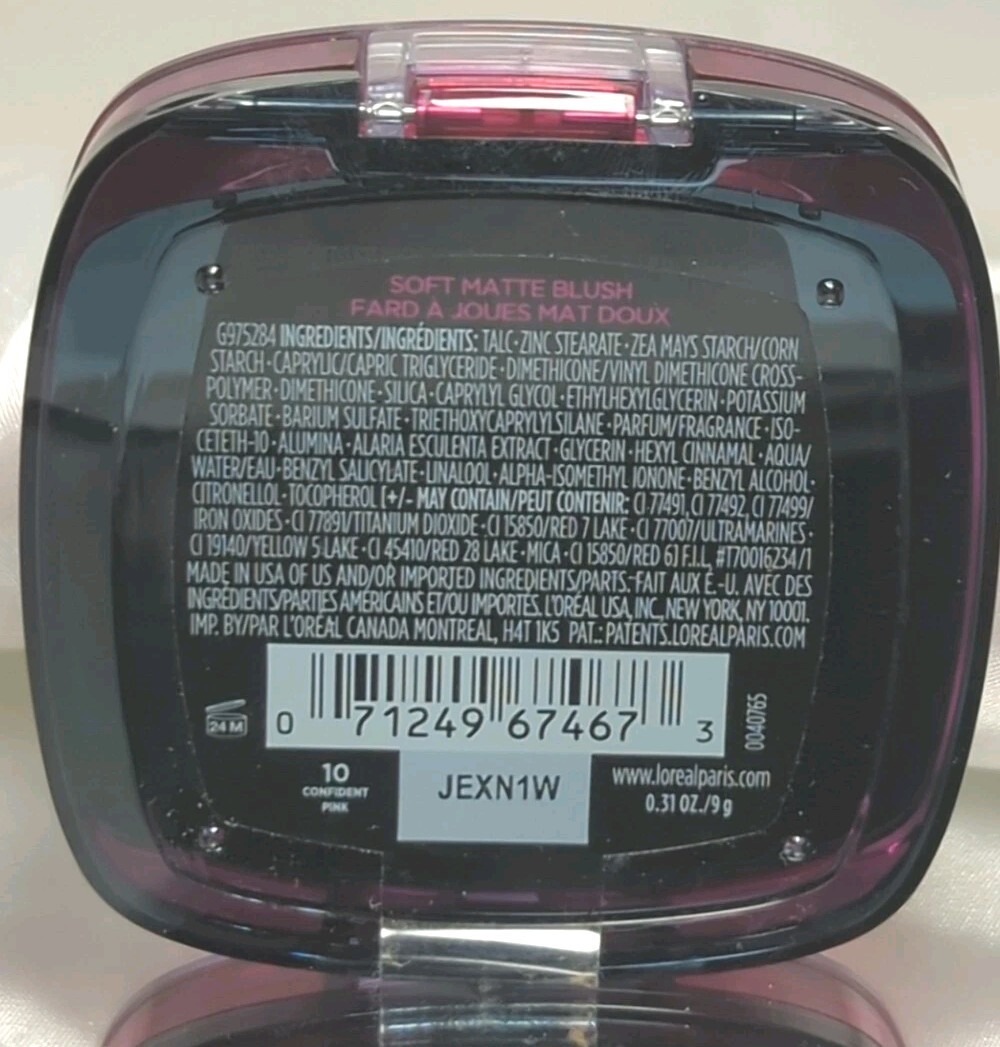 SOFT MATTE BLUSH
FARD À JOUES MAT DOUX
G975284 INGREDIENTS/INGRÉDIENTS: TALC·ZINC STEARATE·ZEA MAYS STARCH/CORN
STARCH·CAPRYLIC/CAPRIC TRIGLYCERIDE·DIMETHICONE/VINYL DIMETHICONE CROSS-
POLYMER·DIMETHICONE·SILICA·CAPRYLYL GLYCOL·ETHYLHEXYLGLYCERIN·POTASSIUM
SORBATE·BARIUM SULFATE·TRIETHOXYCAPRYLYLSILANE·PARFUM/FRAGRANCE·ISO-
CETETH-10·ALUMINA·ALARIA ESCULENTA EXTRACT·GLYCERIN·HEXYL CINNAMAL·AQUA/
WATER/EAU·BENZYL SALICYLATE·LINALOOL·ALPHA-ISOMETHYL IONONE·BENZYL ALCOHOL·
CITRONELLOL·TOCOPHEROL [+/- MAY CONTAIN/PEUT CONTENIR: CI 77491, CI 77492, CI 77499/
IRON OXIDES·CI 77891/TITANIUM DIOXIDE·CI 15850/RED 7 LAKE·CI 77007/ULTRAMARINES·
CI 19140/YELLOW 5 LAKE·CI 45410/RED 28 LAKE·MICA·CI 15850/RED 6] F.I.L. #T70016234/1
MADE IN USA OF US AND/OR IMPORTED INGREDIENTS/PARTS.-FAIT AUX É.-U. AVEC DES
INGRÉDIENTS/PARTIES AMÉRICAINS ET/OU IMPORTÉS. L'ORÉAL USA, INC., NEW YORK, NY 10001.
IMP. BY/PAR L'ORÉAL CANADA MONTREAL, H4T 1K5 PAT.: PATENTS.LOREALPARIS.COM
24 M
0 71249 67467 3
0040765
10
CONFIDENT
PINK
JEXN1W
www.lorealparis.com
0.31 OZ./9 g